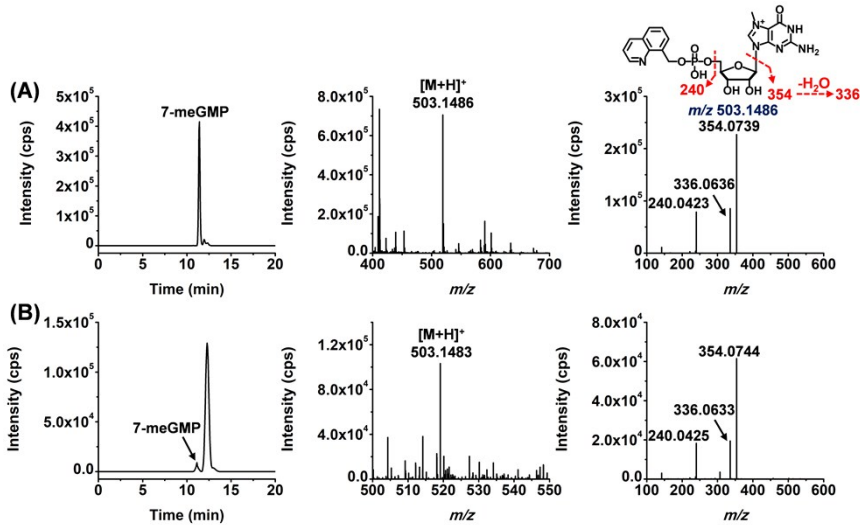 (A)
5x10⁵
4x10⁵
3x10⁵
2x10⁵
1x10⁵
0
Intensity (cps)
7-meGMP
0 5 10 15 20
Time (min)
8.0x10⁵
6.0x10⁵
4.0x10⁵
2.0x10⁵
0.0
Intensity (cps)
[M+H]⁺
503.1486
400 500 600 700
m/z
N
O
P
O
OH
O
O
OH
OH
N⁺
N
O
NH
N
NH₂
240
354
-H₂O
336
m/z 503.1486
3x10⁵
2x10⁵
1x10⁵
0
Intensity (cps)
354.0739
336.0636
240.0423
100 200 300 400 500 600
m/z
(B)
1.5x10⁵
1.0x10⁵
5.0x10⁴
0.0
Intensity (cps)
7-meGMP
0 5 10 15 20
Time (min)
1.2x10⁵
8.0x10⁴
4.0x10⁴
0.0
Intensity (cps)
[M+H]⁺
503.1483
500 510 520 530 540 550
m/z
8.0x10⁴
6.0x10⁴
4.0x10⁴
2.0x10⁴
0.0
Intensity (cps)
354.0744
336.0633
240.0425
100 200 300 400 500 600
m/z